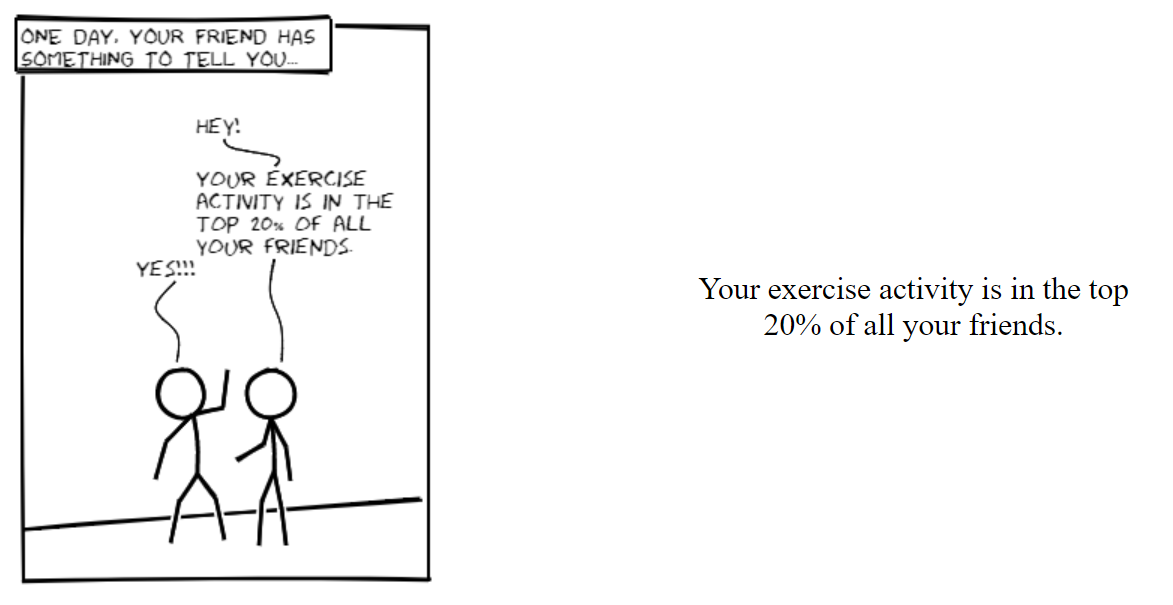 ONE DAY, YOUR FRIEND HAS
SOMETHING TO TELL YOU...
HEY!
YOUR EXERCISE
ACTIVITY IS IN THE
TOP 20% OF ALL
YOUR FRIENDS.
YES!!!
Your exercise activity is in the top
20% of all your friends.